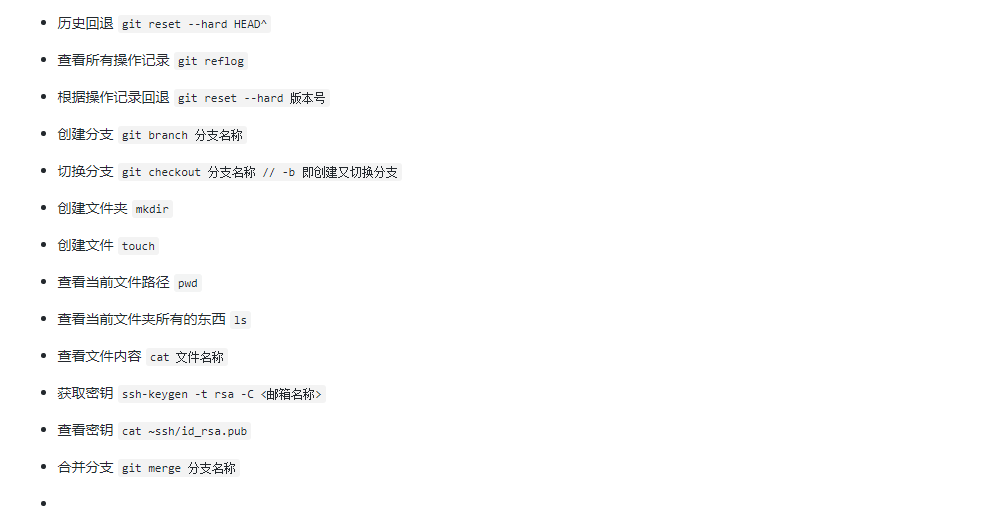 历史回退 git reset --hard HEAD^
查看所有操作记录 git reflog
根据操作记录回退 git reset --hard 版本号
创建分支 git branch 分支名称
切换分支 git checkout 分支名称 // -b 即创建又切换分支
创建文件夹 mkdir
创建文件 touch
查看当前文件路径 pwd
查看当前文件夹所有的东西 ls
查看文件内容 cat 文件名称
获取密钥 ssh-keygen -t rsa -C <邮箱名称>
查看密钥 cat ~ssh/id_rsa.pub
合并分支 git merge 分支名称